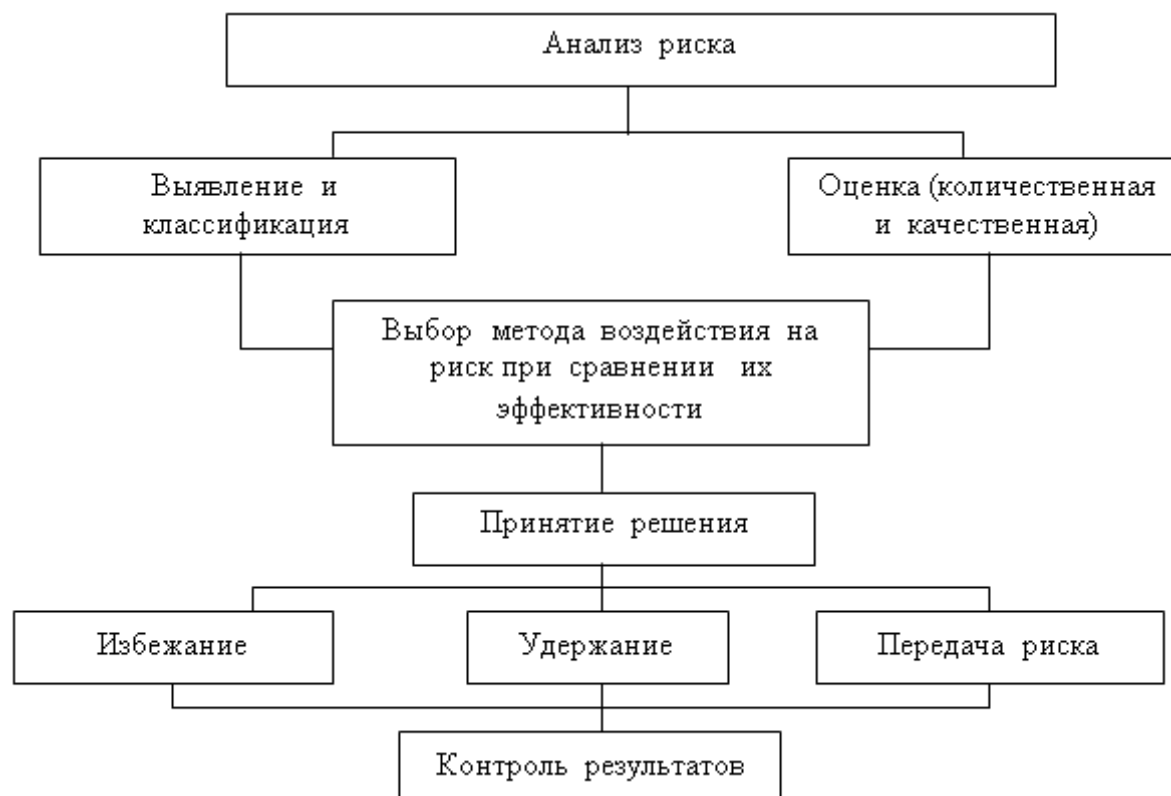 Анализ риска
Выявление и
классификация
Оценка (количественная
и качественная)
Выбор метода воздействия на
риск при сравнении их
эффективности
Принятие решения
Избежание
Удержание
Передача риска
Контроль результатов